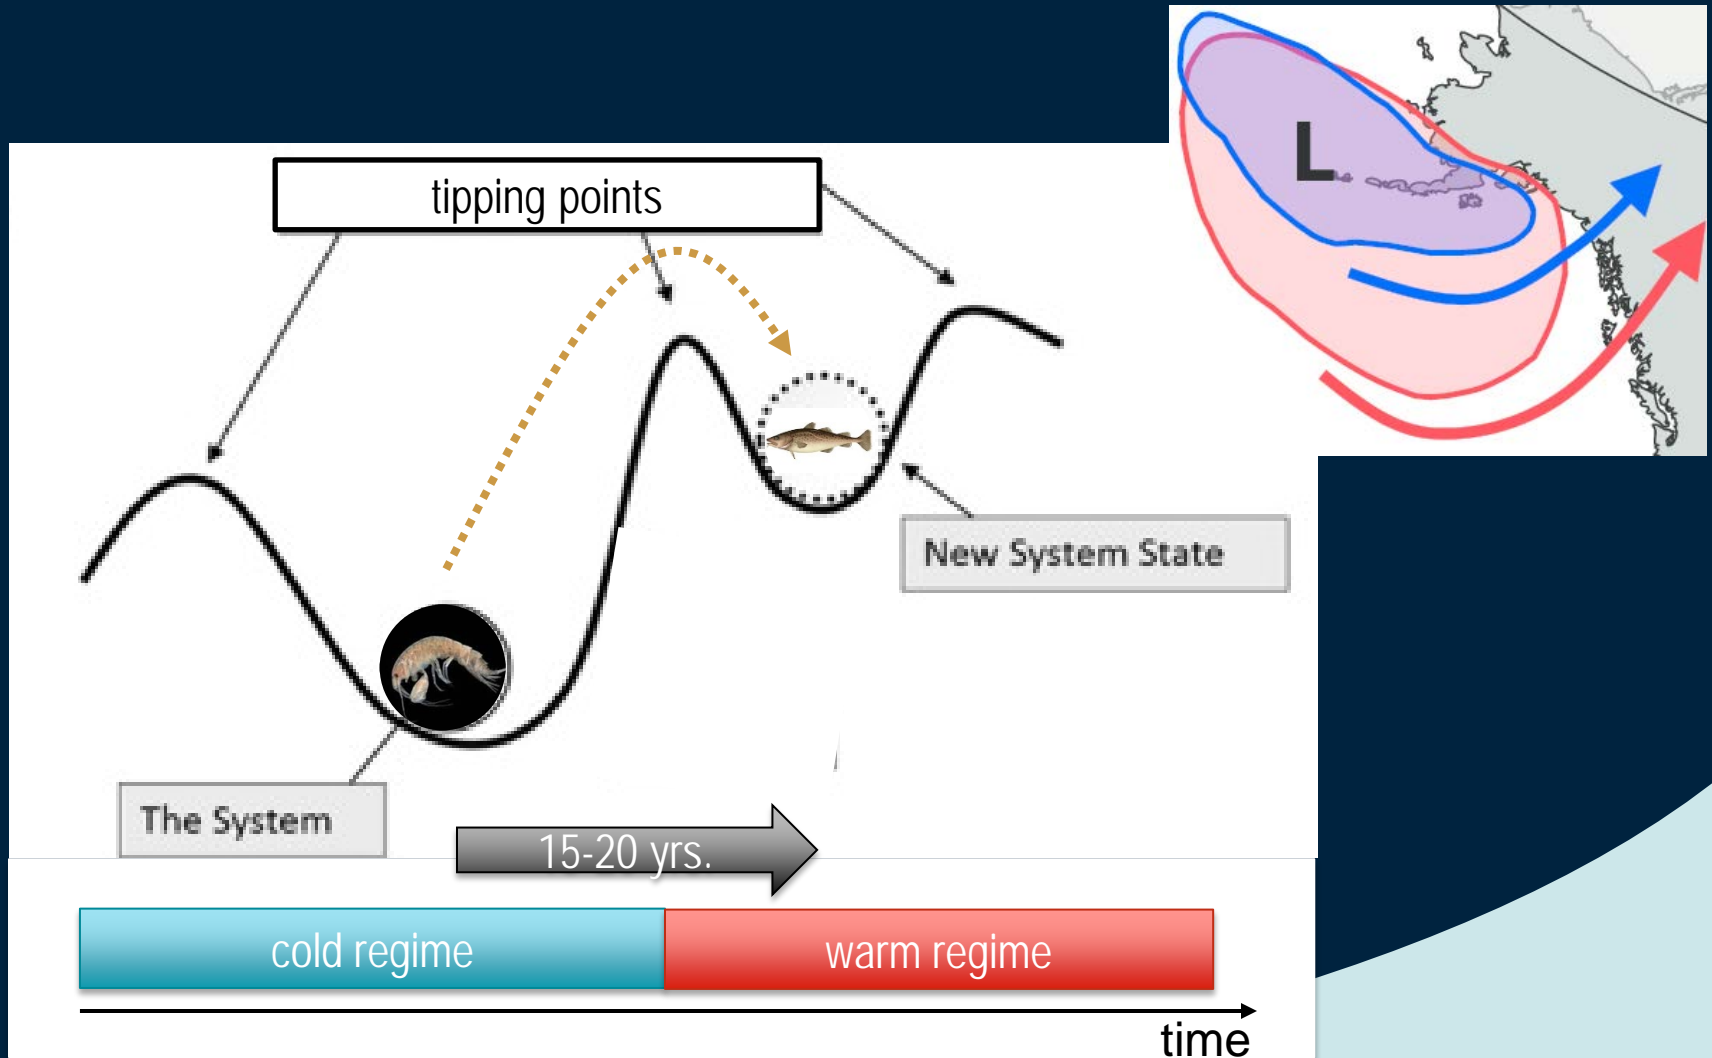 tipping points
L
New System State
The System
15-20 yrs.
cold regime
warm regime
time